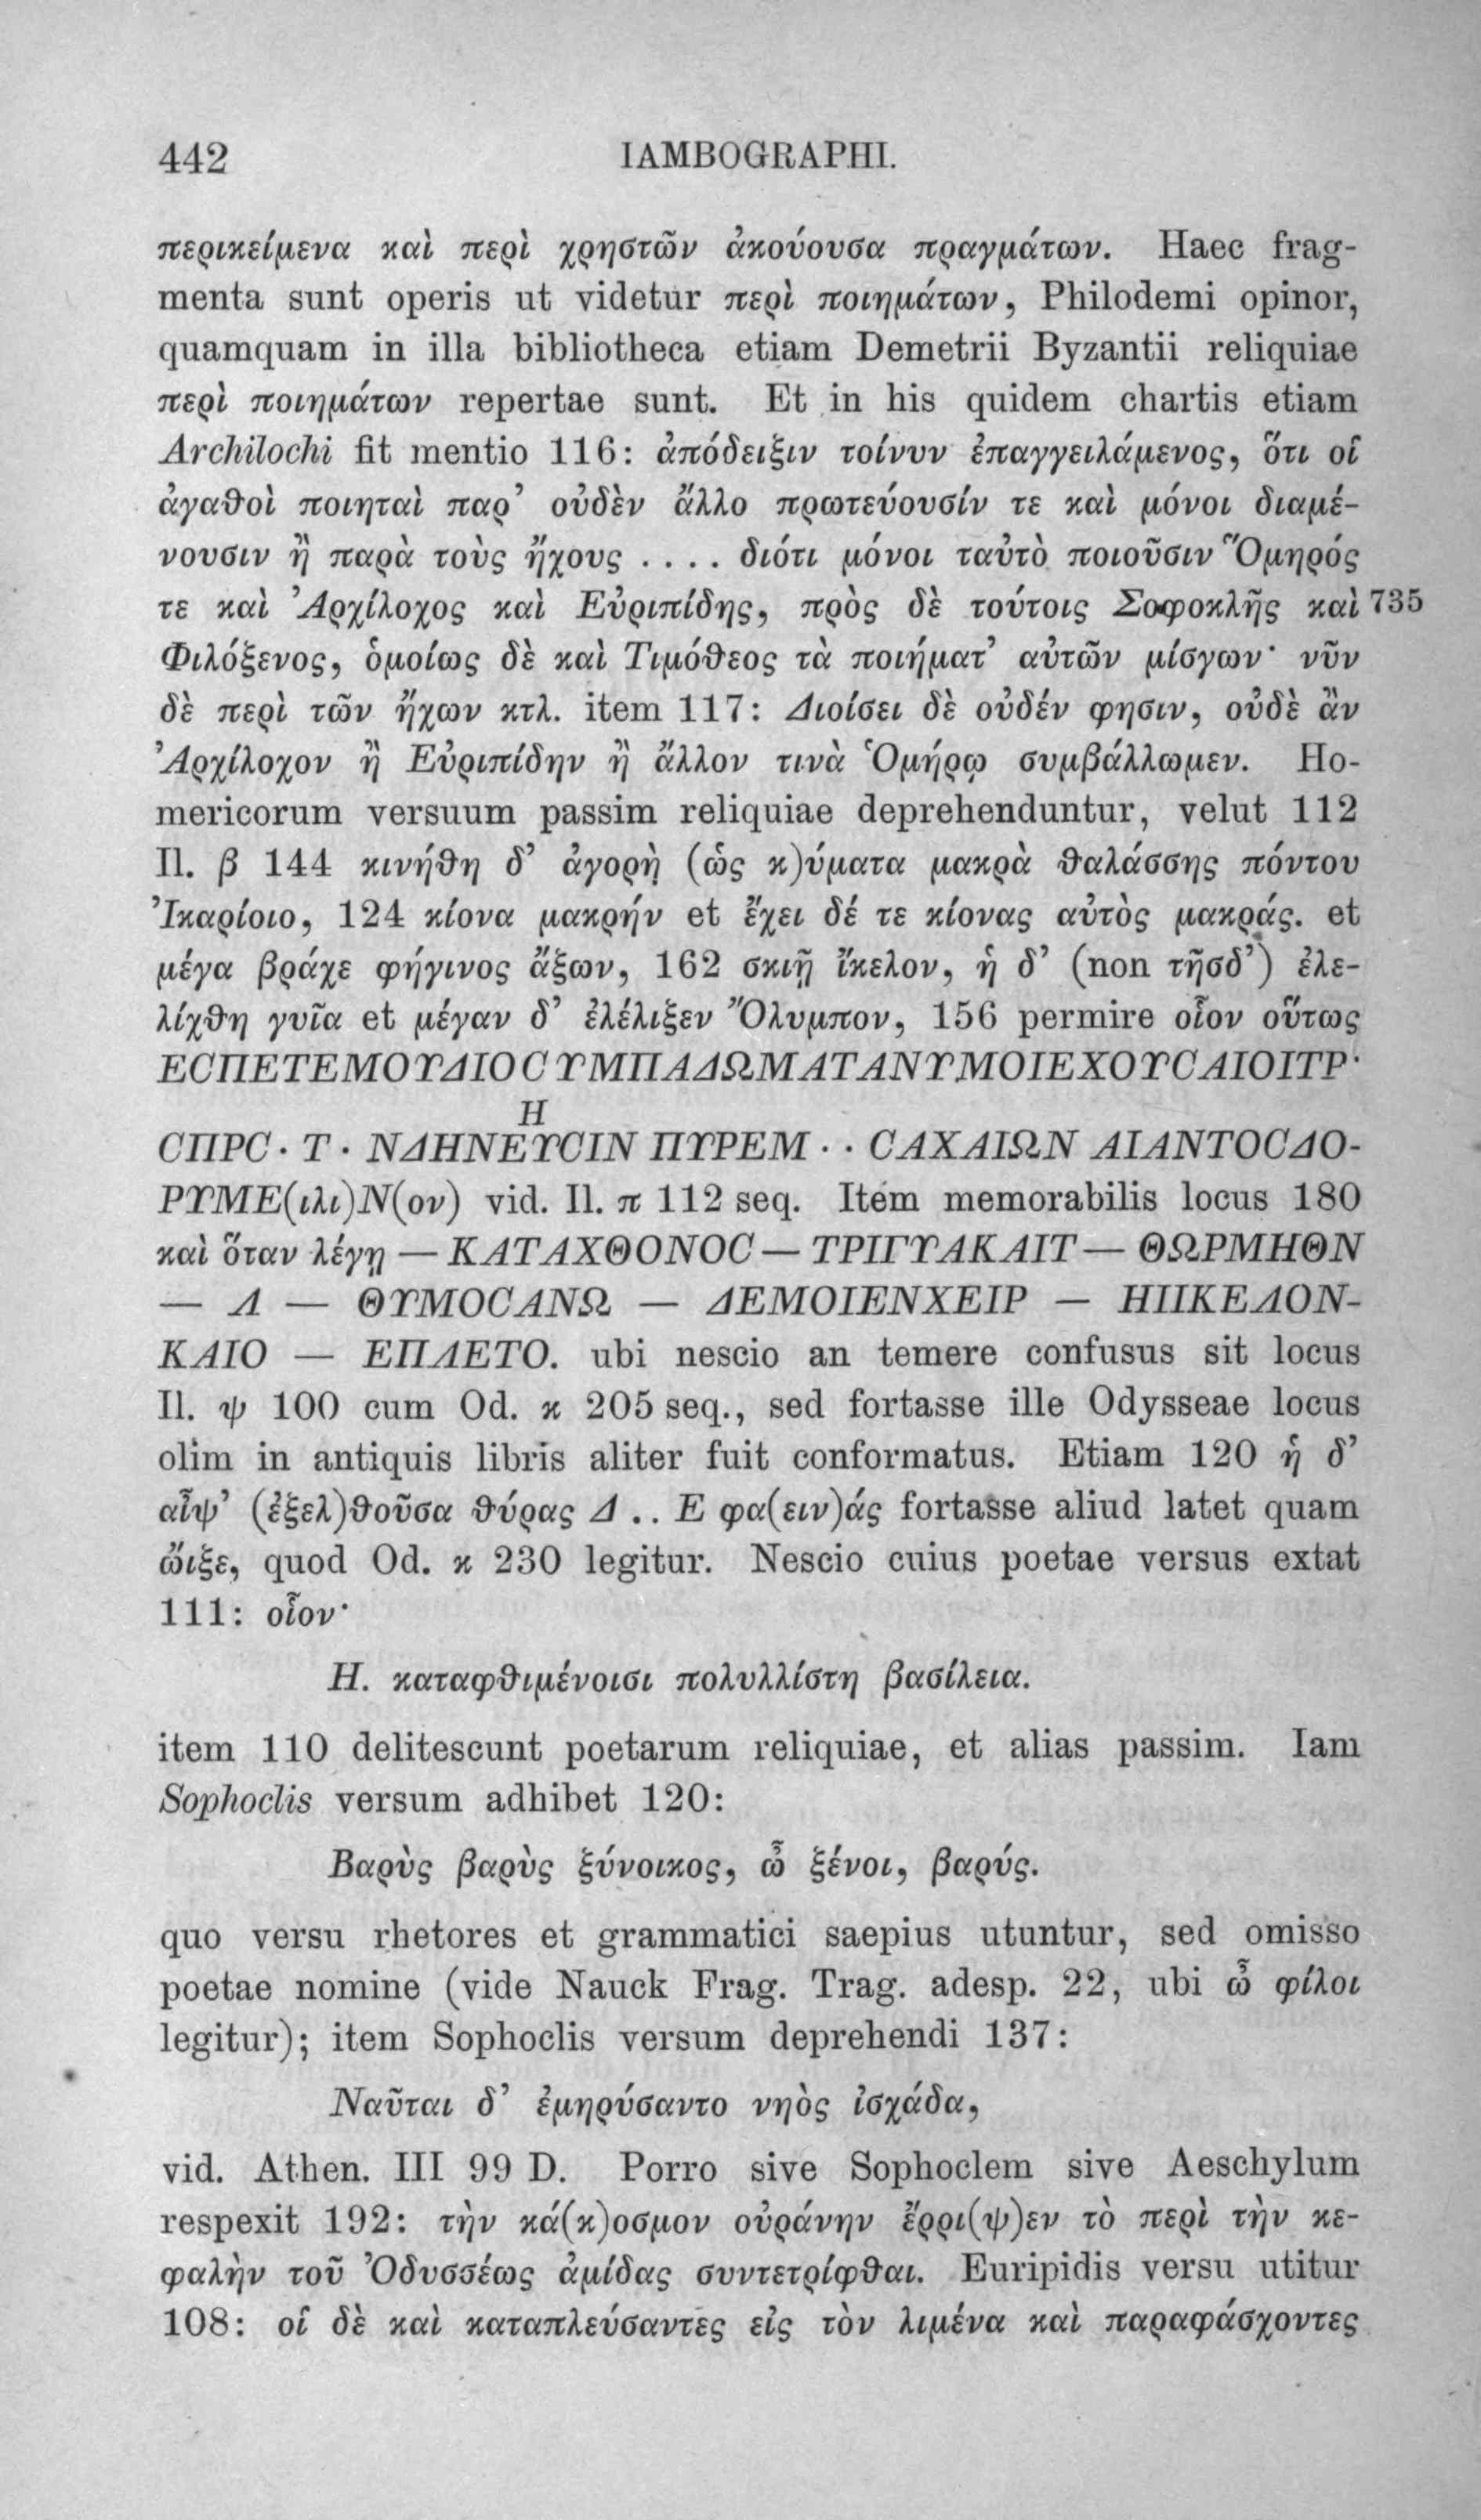 442 IAMBOGRAPHI.
περικείμενα καὶ περὶ χρηστῶν ἀκούουσα πραγμάτων. Haec frag-
menta sunt operis ut videtur περὶ ποιημάτων, Philodemi opinor,
quamquam in illa bibliotheca etiam Demetrii Byzantii reliquiae
περὶ ποιημάτων repertae sunt. Et in his quidem chartis etiam
Archilochi fit mentio 116: ἀπόδειξιν τοίνυν ἐπαγγειλάμενος, ὅτι οἱ
ἀγαθοὶ ποιηταὶ παρ’ οὐδὲν ἄλλο πρωτεύουσίν τε καὶ μόνοι διαμέ-
νουσιν ἢ παρὰ τοὺς ἤχους .... διότι μόνοι ταὐτὸ ποιοῦσιν Ὅμηρός
τε καὶ Ἀρχίλοχος καὶ Εὐριπίδης, πρὸς δὲ τούτοις Σοφοκλῆς καὶ 735
Φιλόξενος, ὁμοίως δὲ καὶ Τιμόθεος τὰ ποιήματ’ αὐτῶν μίσγων· νῦν
δὲ περὶ τῶν ἤχων κτλ. item 117: Διοίσει δὲ οὐδέν φησιν, οὐδὲ ἂν
Ἀρχίλοχον ἢ Εὐριπίδην ἢ ἄλλον τινὰ Ὁμήρῳ συμβάλλωμεν. Ho-
mericorum versuum passim reliquiae deprehenduntur, velut 112
Il. β 144 κινήθη δ’ ἀγορὴ (ὡς κ)ύματα μακρὰ θαλάσσης πόντου
Ἰκαρίοιο, 124 κίονα μακρήν et ἔχει δέ τε κίονας αὐτὸς μακράς. et
μέγα βράχε φήγινος ἄξων, 162 σκιῇ ἴκελον, ἡ δ’ (non τῆσδ’) ἐλε-
λίχθη γυῖα et μέγαν δ’ ἐλέλιξεν Ὄλυμπον, 156 permire οἷον οὕτως
ΕϹΠΕΤΕΜΟΥΔΙΟϹΥΜΠΑΔΩΜΑΤΑΝΥΜΟΙΕΧΟΥϹΑΙΟΙΤΡ·
Η
ϹΠΡϹ · Τ · ΝΔΗΝΕΥϹΙΝ ΠΥΡΕΜ · · ϹΑΧΑΙΩΝ ΑΙΑΝΤΟϹΔΟ-
ΡΥΜΕ(ιλι)Ν(ον) vid. Il. π 112 seq. Item memorabilis locus 180
καὶ ὅταν λέγῃ — ΚΑΤΑΧΘΟΝΟϹ — ΤΡΙΓΥΑΚΑΙΤ — ΘΩΡΜΗΘΝ
— Λ — ΘΥΜΟϹΑΝΩ — ΔΕΜΟΙΕΝΧΕΙΡ — ΗΙΙΚΕΛΟΝ-
ΚΑΙΟ — ΕΠΛΕΤΟ. ubi nescio an temere confusus sit locus
Il. ψ 100 cum Od. κ 205 seq., sed fortasse ille Odysseae locus
olim in antiquis libris aliter fuit conformatus. Etiam 120 ἡ δ’
αἶψ’ (ἐξελ)θοῦσα θύρας Δ .. Ε φα(ειν)άς fortasse aliud latet quam
ὤιξε, quod Od. κ 230 legitur. Nescio cuius poetae versus extat
111: οἷον·
Η. καταφθιμένοισι πολυλλίστη βασίλεια.
item 110 delitescunt poetarum reliquiae, et alias passim. Iam
Sophoclis versum adhibet 120:
Βαρὺς βαρὺς ξύνοικος, ὦ ξένοι, βαρύς.
quo versu rhetores et grammatici saepius utuntur, sed omisso
poetae nomine (vide Nauck Frag. Trag. adesp. 22, ubi ὦ φίλοι
legitur); item Sophoclis versum deprehendi 137:
Ναῦται δ’ ἐμηρύσαντο νηὸς ἰσχάδα,
vid. Athen. III 99 D. Porro sive Sophoclem sive Aeschylum
respexit 192: τὴν κά(κ)οσμον οὐράνην ἔρρι(ψ)εν τὸ περὶ τὴν κε-
φαλὴν τοῦ Ὀδυσσέως ἀμίδας συντετρίφθαι. Euripidis versu utitur
108: οἱ δὲ καὶ καταπλεύσαντες εἰς τὸν λιμένα καὶ παραφάσχοντες